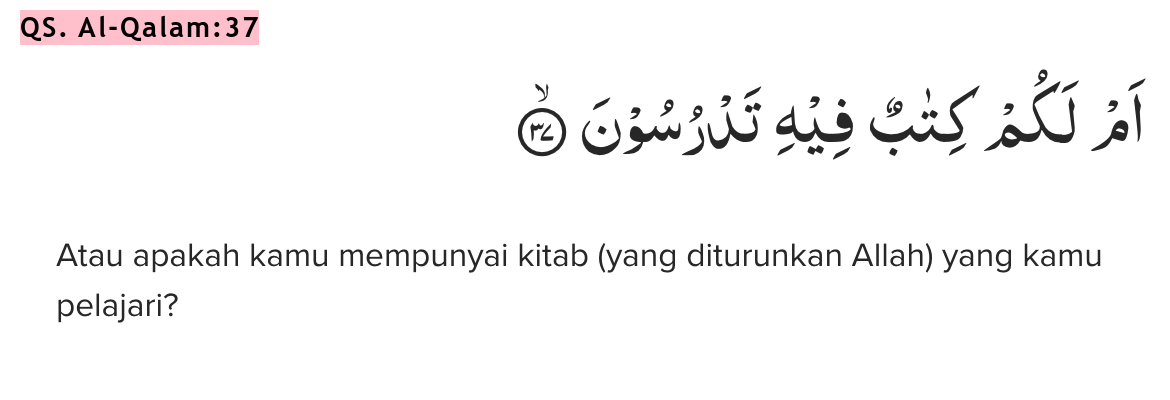 QS. Al-Qalam:37
اَمْ لَكُمْ كِتٰبٌ فِيْهِ تَدْرُسُوْنَ ۙ ٣٧
Atau apakah kamu mempunyai kitab (yang diturunkan Allah) yang kamu
pelajari?